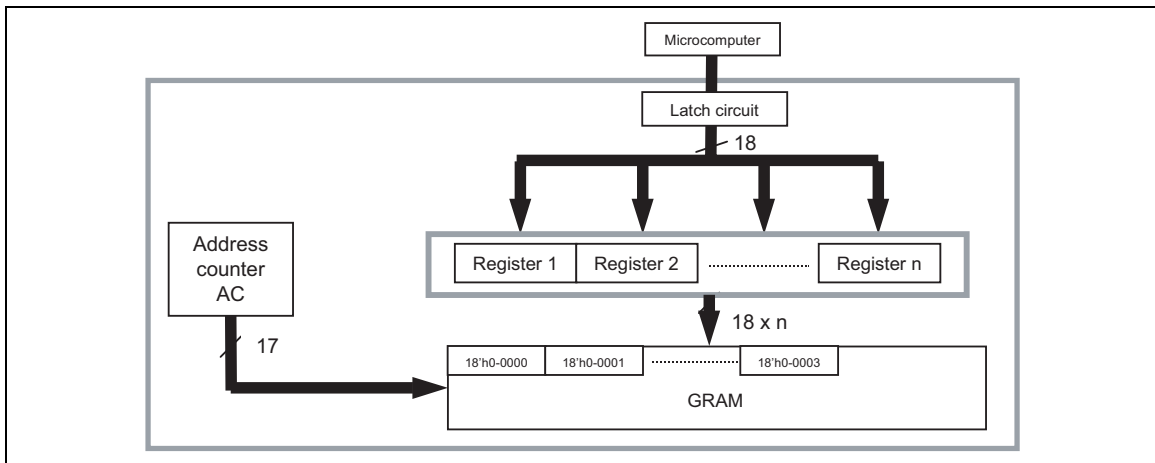 Microcomputer
Latch circuit
18
Address
counter
AC
Register 1
Register 2
Register n
18 x n
17
18'h0-0000
18'h0-0001
18'h0-0003
GRAM